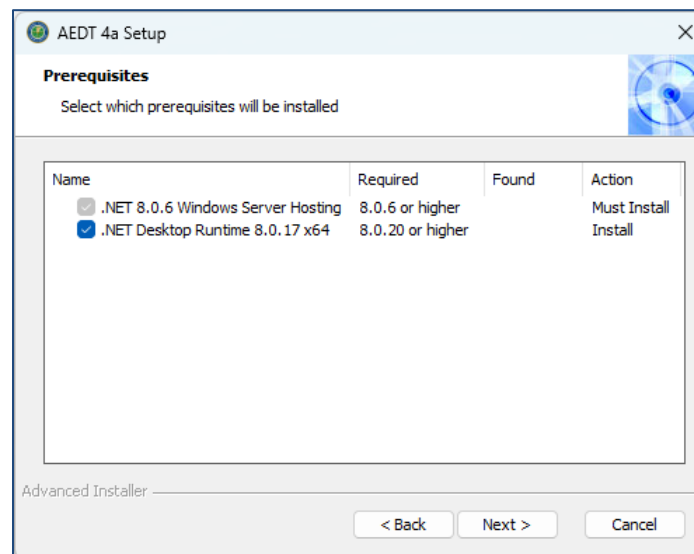 AEDT 4a Setup
Prerequisites
Select which prerequisites will be installed
Name Required Found Action
.NET 8.0.6 Windows Server Hosting 8.0.6 or higher Must Install
.NET Desktop Runtime 8.0.17 x64 8.0.20 or higher Install
Advanced Installer
< Back Next > Cancel